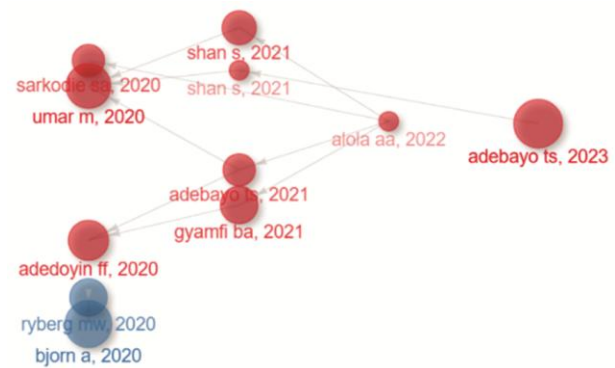 shan s, 2021
sarkodie sa, 2020
shan s, 2021
umar m, 2020
alola aa, 2022
adebayo ts, 2023
adebayo ts, 2021
gyamfi ba, 2021
adedoyin ff, 2020
ryberg mw, 2020
bjorn a, 2020